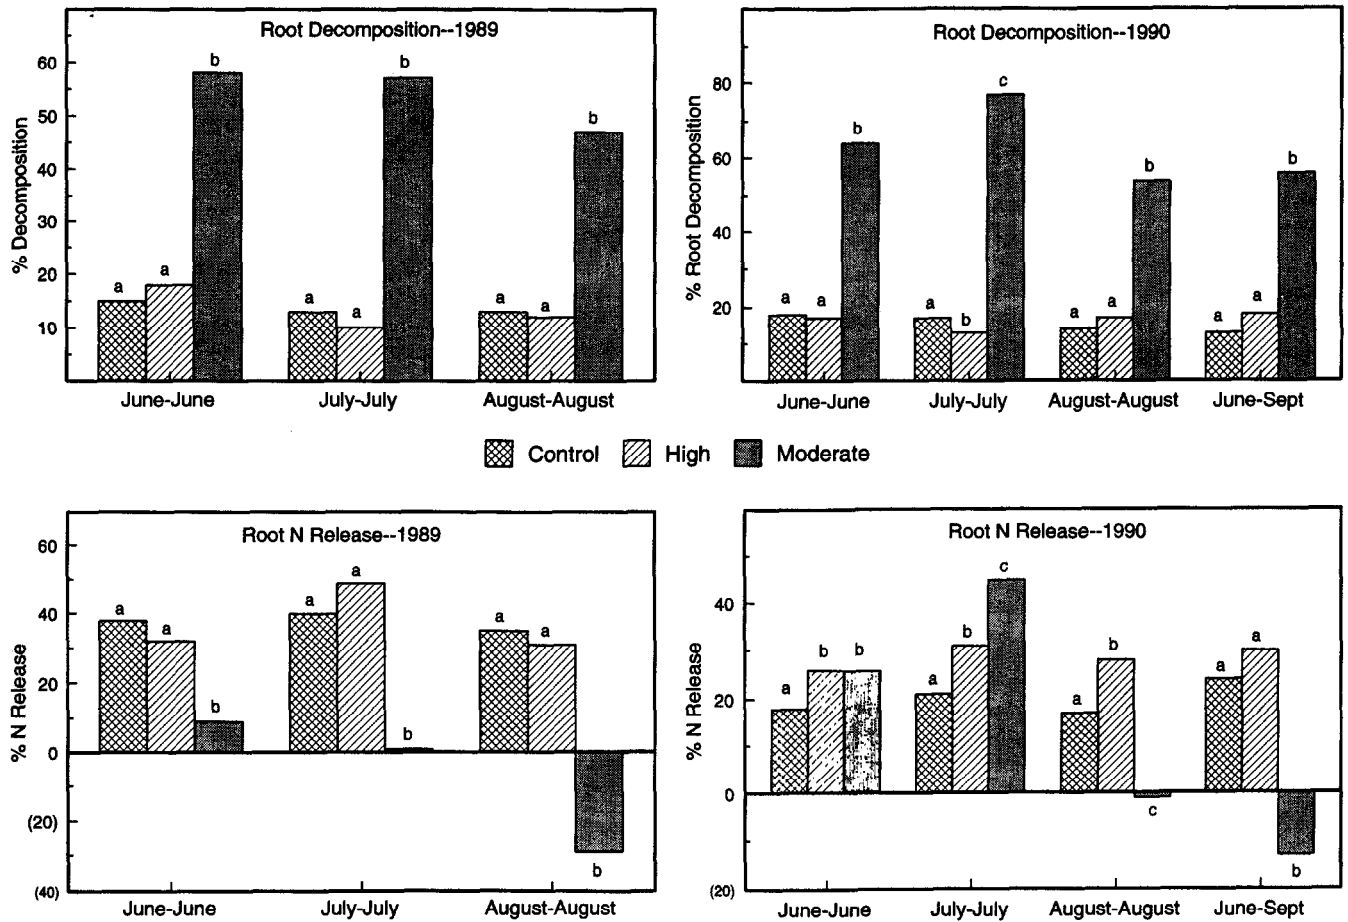 Root Decomposition--1989
% Decomposition
60
50
40
30
20
10
a
a
b
a
a
b
a
a
b
June-June
July-July
August-August
Root Decomposition--1990
% Root Decomposition
80
60
40
20
a
a
b
a
b
c
a
a
b
a
a
b
June-June
July-July
August-August
June-Sept
Control
High
Moderate
Root N Release--1989
% N Release
60
40
20
0
(20)
(40)
a
a
b
a
a
b
a
a
b
June-June
July-July
August-August
Root N Release--1990
% N Release
40
20
0
(20)
a
b
b
a
b
c
a
b
c
a
a
b
June-June
July-July
August-August
June-Sept